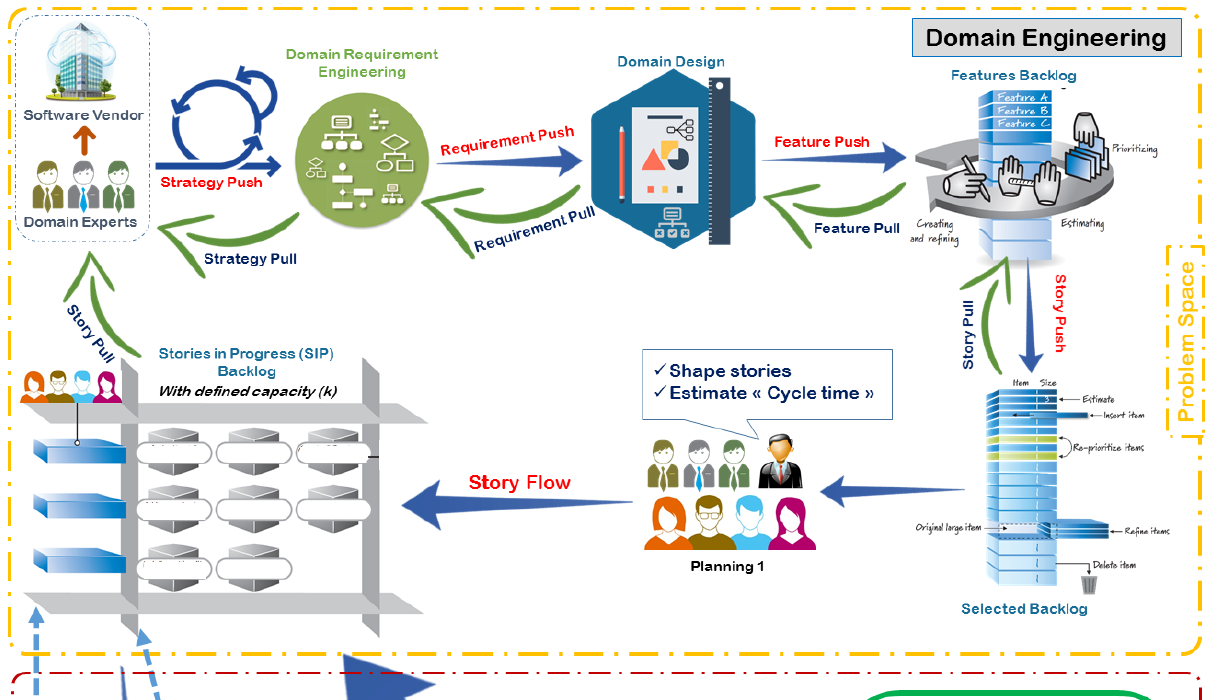 Domain Engineering
Software Vendor
Domain Experts
Strategy Push
Domain Requirement
Engineering
Requirement Push
Domain Design
Feature Push
Features Backlog
Feature A
Feature B
Feature C
Prioritizing
Creating
and refining
Estimating
Strategy Pull
Requirement Pull
Feature Pull
Problem Space
Story Pull
Story Push
Story Pull
Stories in Progress (SIP)
Backlog
With defined capacity (k)
✓ Shape stories
✓ Estimate « Cycle time »
Story Flow
Planning 1
Item Size
5
Estimate
Insert item
Re-prioritize items
Original large item
Refine items
Delete item
Selected Backlog